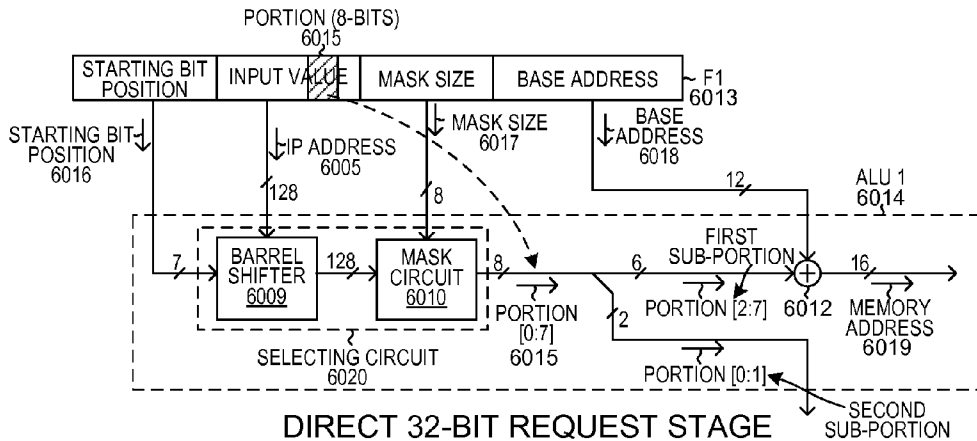 PORTION (8-BITS)
6015
STARTING BIT
POSITION
INPUT VALUE
MASK SIZE
BASE ADDRESS
F1
6013
STARTING BIT
POSITION
6016
IP ADDRESS
6005
MASK SIZE
6017
BASE
ADDRESS
6018
128
8
12
ALU 1
6014
7
BARREL
SHIFTER
6009
128
MASK
CIRCUIT
6010
8
PORTION
[0:7]
6015
6
FIRST
SUB-PORTION
PORTION [2:7]
+
6012
16
MEMORY
ADDRESS
6019
2
PORTION [0:1]
SELECTING CIRCUIT
6020
SECOND
SUB-PORTION
DIRECT 32-BIT REQUEST STAGE